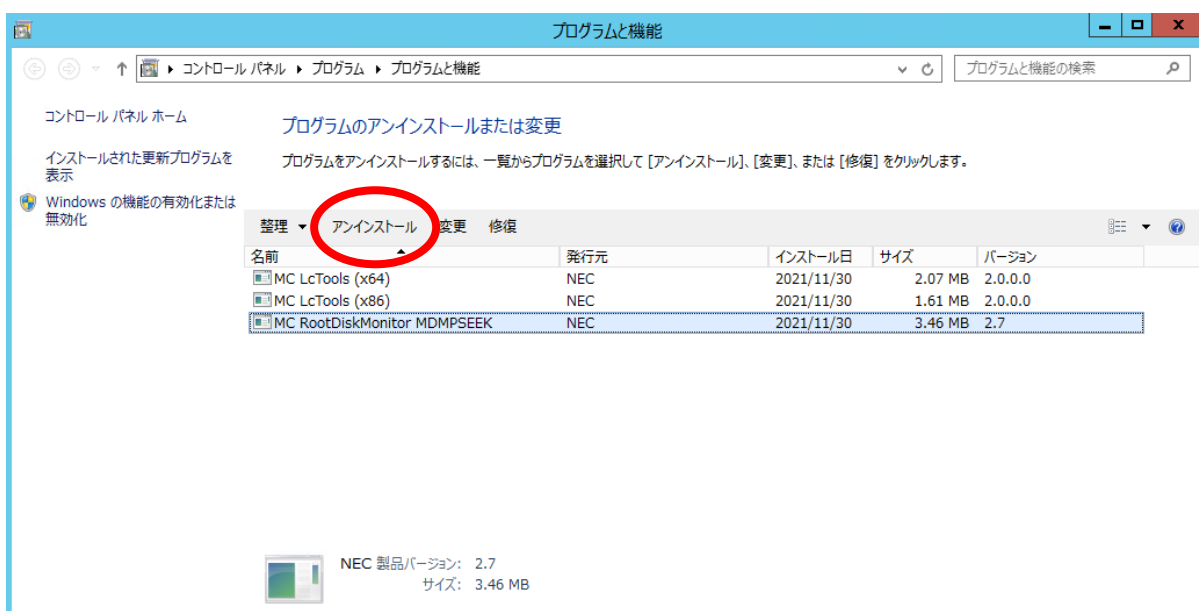 プログラムと機能
コントロール パネル ▸ プログラム ▸ プログラムと機能
プログラムと機能の検索
コントロール パネル ホーム
インストールされた更新プログラムを
表示
Windows の機能の有効化または
無効化
プログラムのアンインストールまたは変更
プログラムをアンインストールするには、一覧からプログラムを選択して [アンインストール]、[変更]、または [修復] をクリックします。
整理 アンインストール 変更 修復
名前 発行元 インストール日 サイズ バージョン
MC LcTools (x64) NEC 2021/11/30 2.07 MB 2.0.0.0
MC LcTools (x86) NEC 2021/11/30 1.61 MB 2.0.0.0
MC RootDiskMonitor MDMPSEEK NEC 2021/11/30 3.46 MB 2.7
NEC 製品バージョン: 2.7
サイズ: 3.46 MB